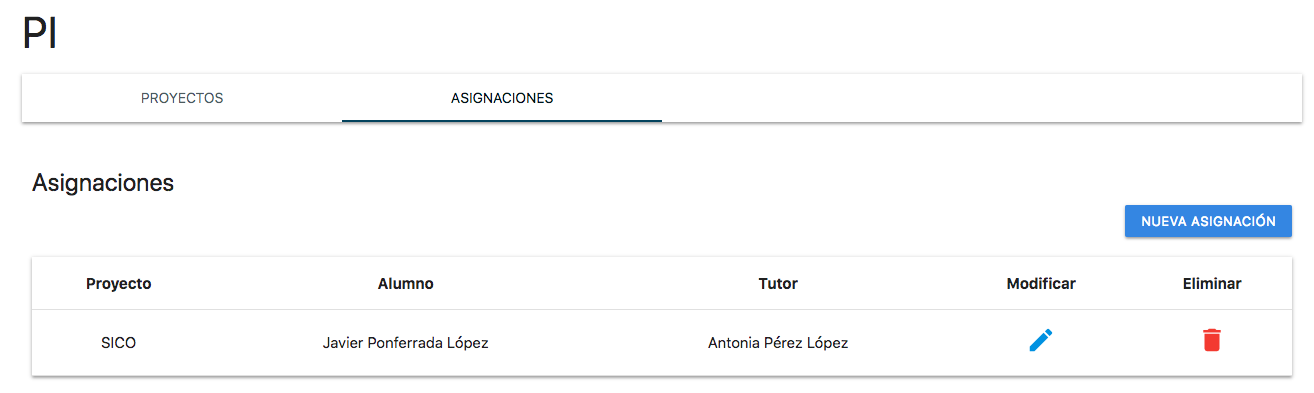 PI
PROYECTOS ASIGNACIONES
Asignaciones
NUEVA ASIGNACIÓN
Proyecto Alumno Tutor Modificar Eliminar
SICO Javier Ponferrada López Antonia Pérez López